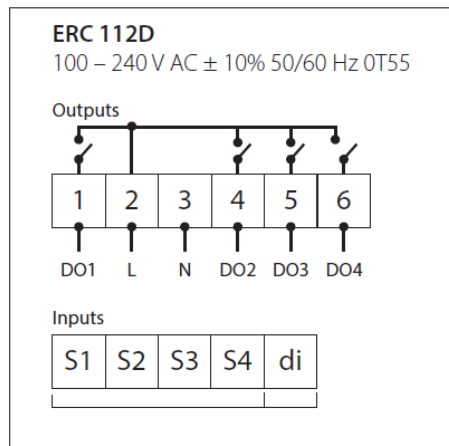 ERC 112D
100 – 240 V AC ± 10% 50/60 Hz 0T55
Outputs
1 2 3 4 5 6
DO1 L N DO2 DO3 DO4
Inputs
S1 S2 S3 S4 di